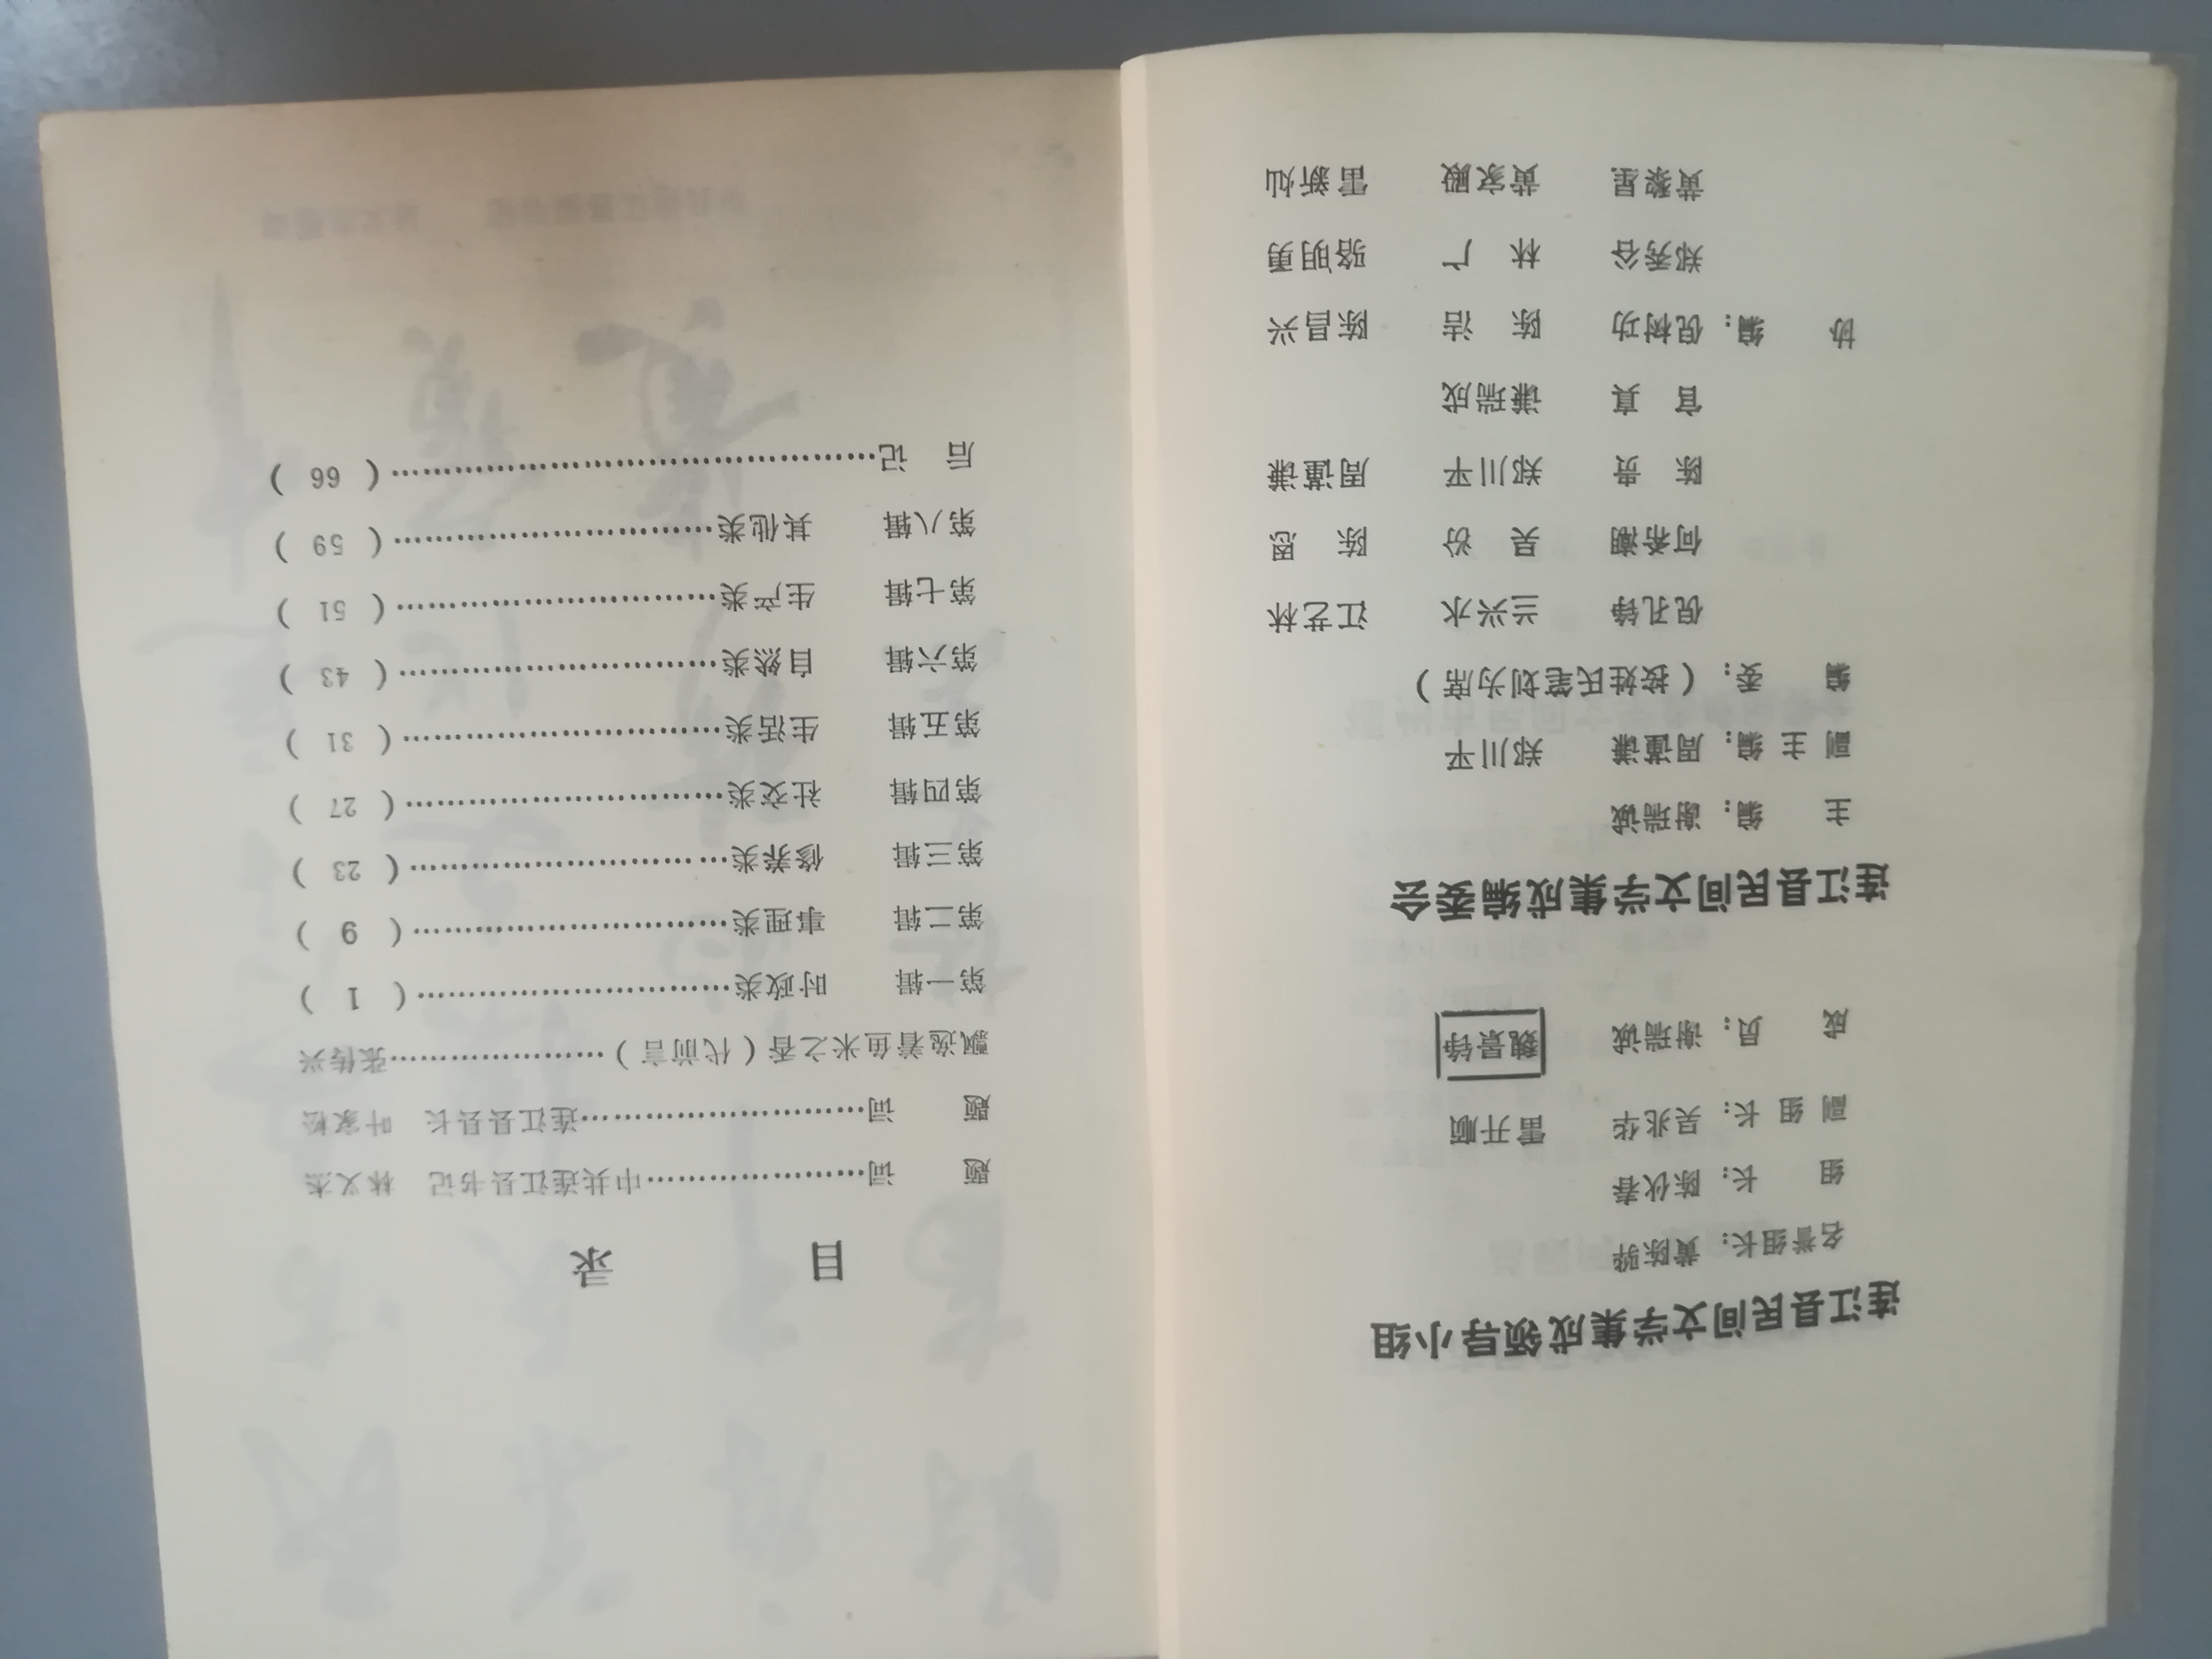 连江县民间文学集成领导小组
名誉组长：黄陈骅
组　　长：陈伙春
副 组 长：吴兆华　雷开顺
成　　员：谢瑞诚　魏景铮
连江县民间文学集成编委会
主　　编：谢瑞诚
副 主 编：周谨谦　郑川平
编　　委：（按姓氏笔划为席）
倪孔铮　兰兴水　江艺林
何希潮　吴　汾　陈　恩
陈　贵　郑川平　周谨谦
官　真　谦瑞成
协　　编：倪树功　陈　洁　陈昌兴
郑秀谷　林　广　骆明勇
黄黎星　黄家殿　雷新灿
目　　录
题　　词……………………中共连江县书记　林义杰
题　　词…………………………连江县县长　叶家松
飘逸着鱼米之香（代前言）……………………张传兴
第一辑　时政类……………………………（ 1 ）
第二辑　事理类……………………………（ 9 ）
第三辑　修养类……………………………（ 23 ）
第四辑　社交类……………………………（ 27 ）
第五辑　生活类……………………………（ 31 ）
第六辑　自然类……………………………（ 43 ）
第七辑　生产类……………………………（ 51 ）
第八辑　其他类……………………………（ 59 ）
后　记……………………………………………（ 66 ）